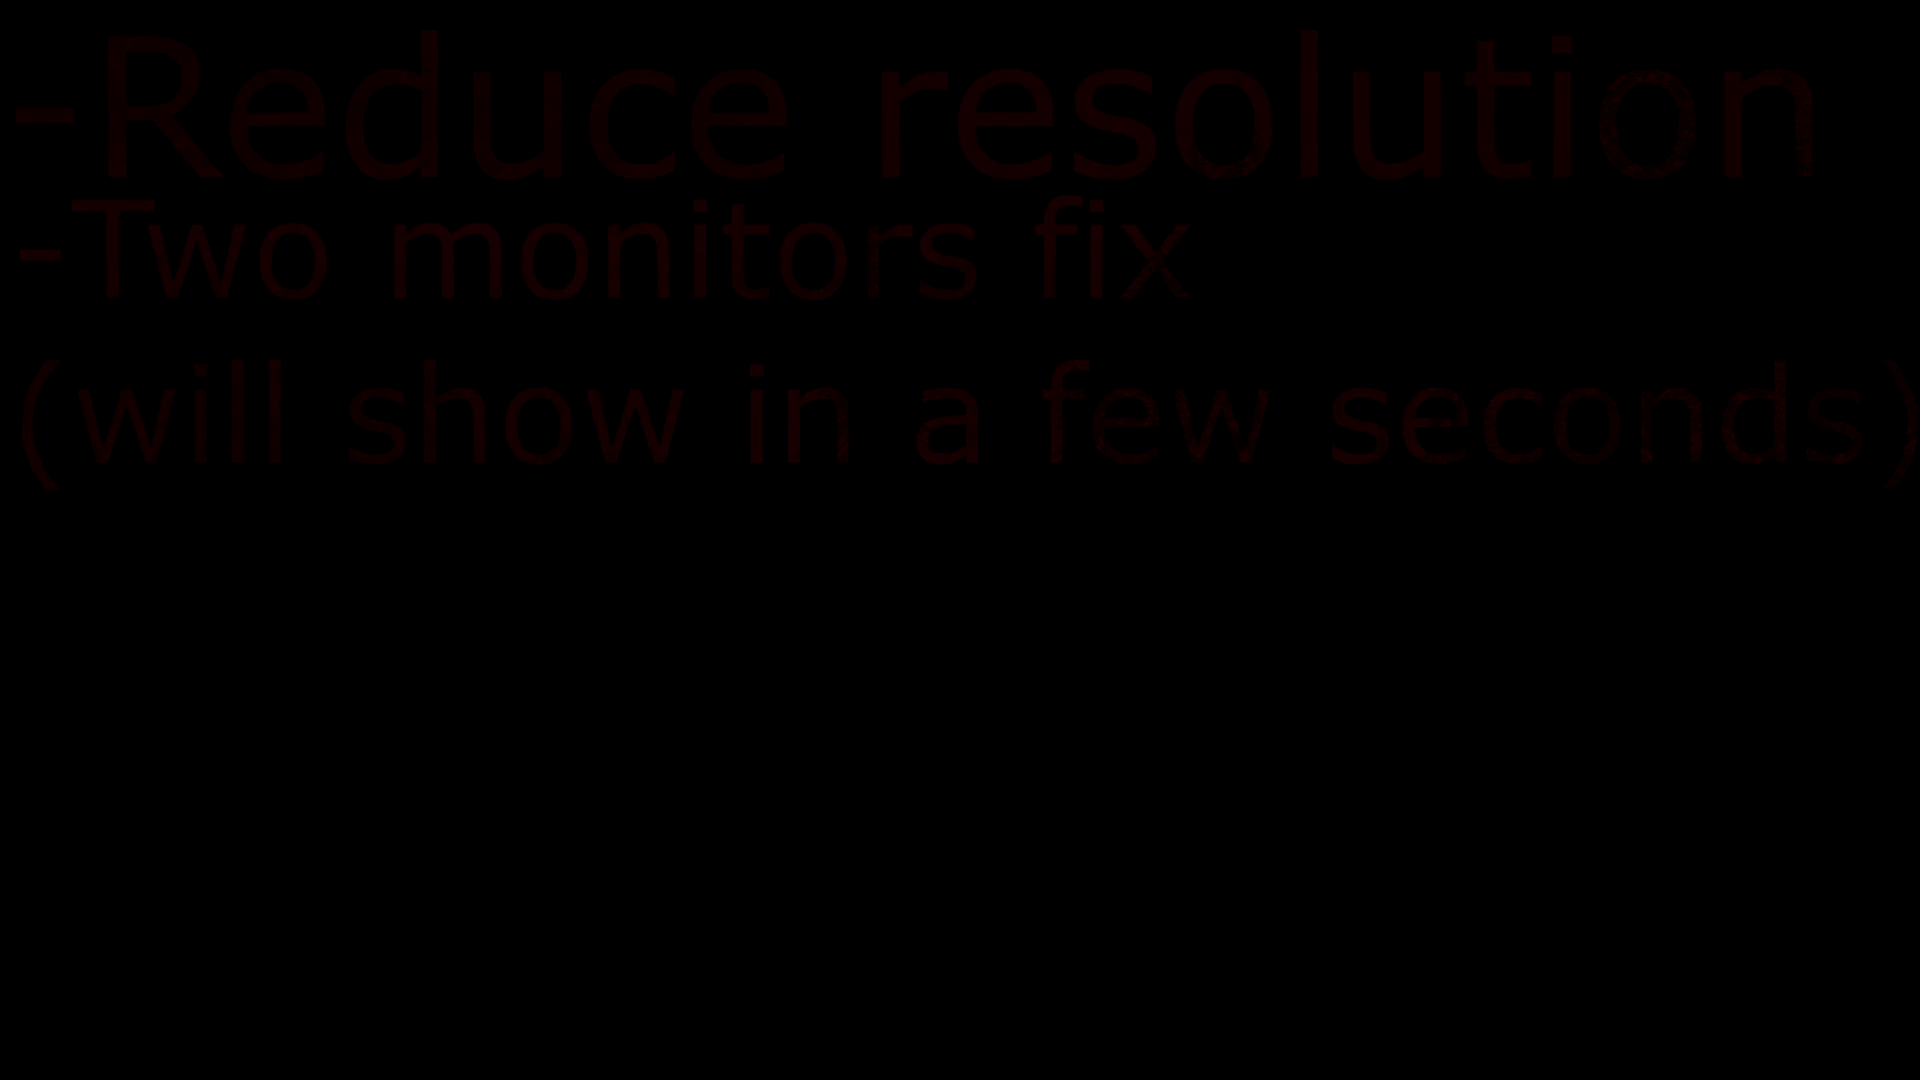 -Reduce resolution
-Two monitors fix
(will show in a few seconds)